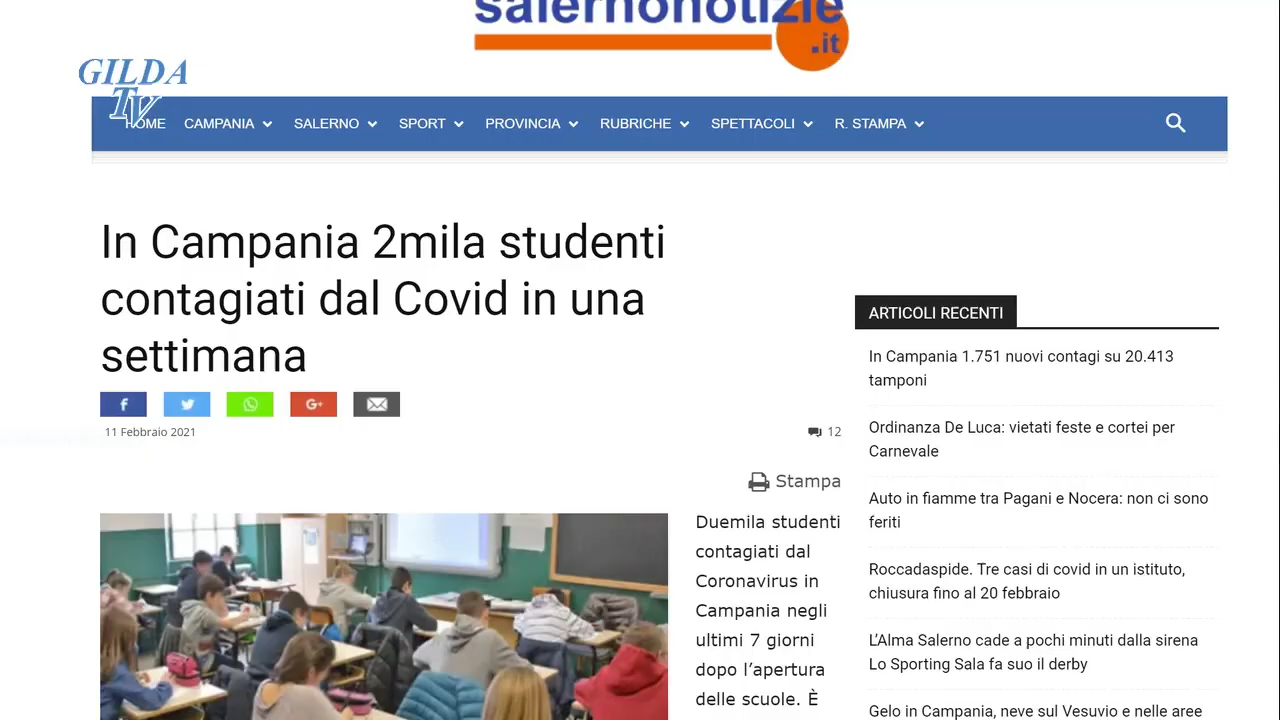 salernonotizie
.it
GILDA
TV
HOME CAMPANIA SALERNO SPORT PROVINCIA RUBRICHE SPETTACOLI R. STAMPA
In Campania 2mila studenti
contagiati dal Covid in una
settimana
11 Febbraio 2021
12
Stampa
Duemila studenti
contagiati dal
Coronavirus in
Campania negli
ultimi 7 giorni
dopo l’apertura
delle scuole. È
ARTICOLI RECENTI
In Campania 1.751 nuovi contagi su 20.413
tamponi
Ordinanza De Luca: vietati feste e cortei per
Carnevale
Auto in fiamme tra Pagani e Nocera: non ci sono
feriti
Roccadaspide. Tre casi di covid in un istituto,
chiusura fino al 20 febbraio
L’Alma Salerno cade a pochi minuti dalla sirena
Lo Sporting Sala fa suo il derby
Gelo in Campania, neve sul Vesuvio e nelle aree